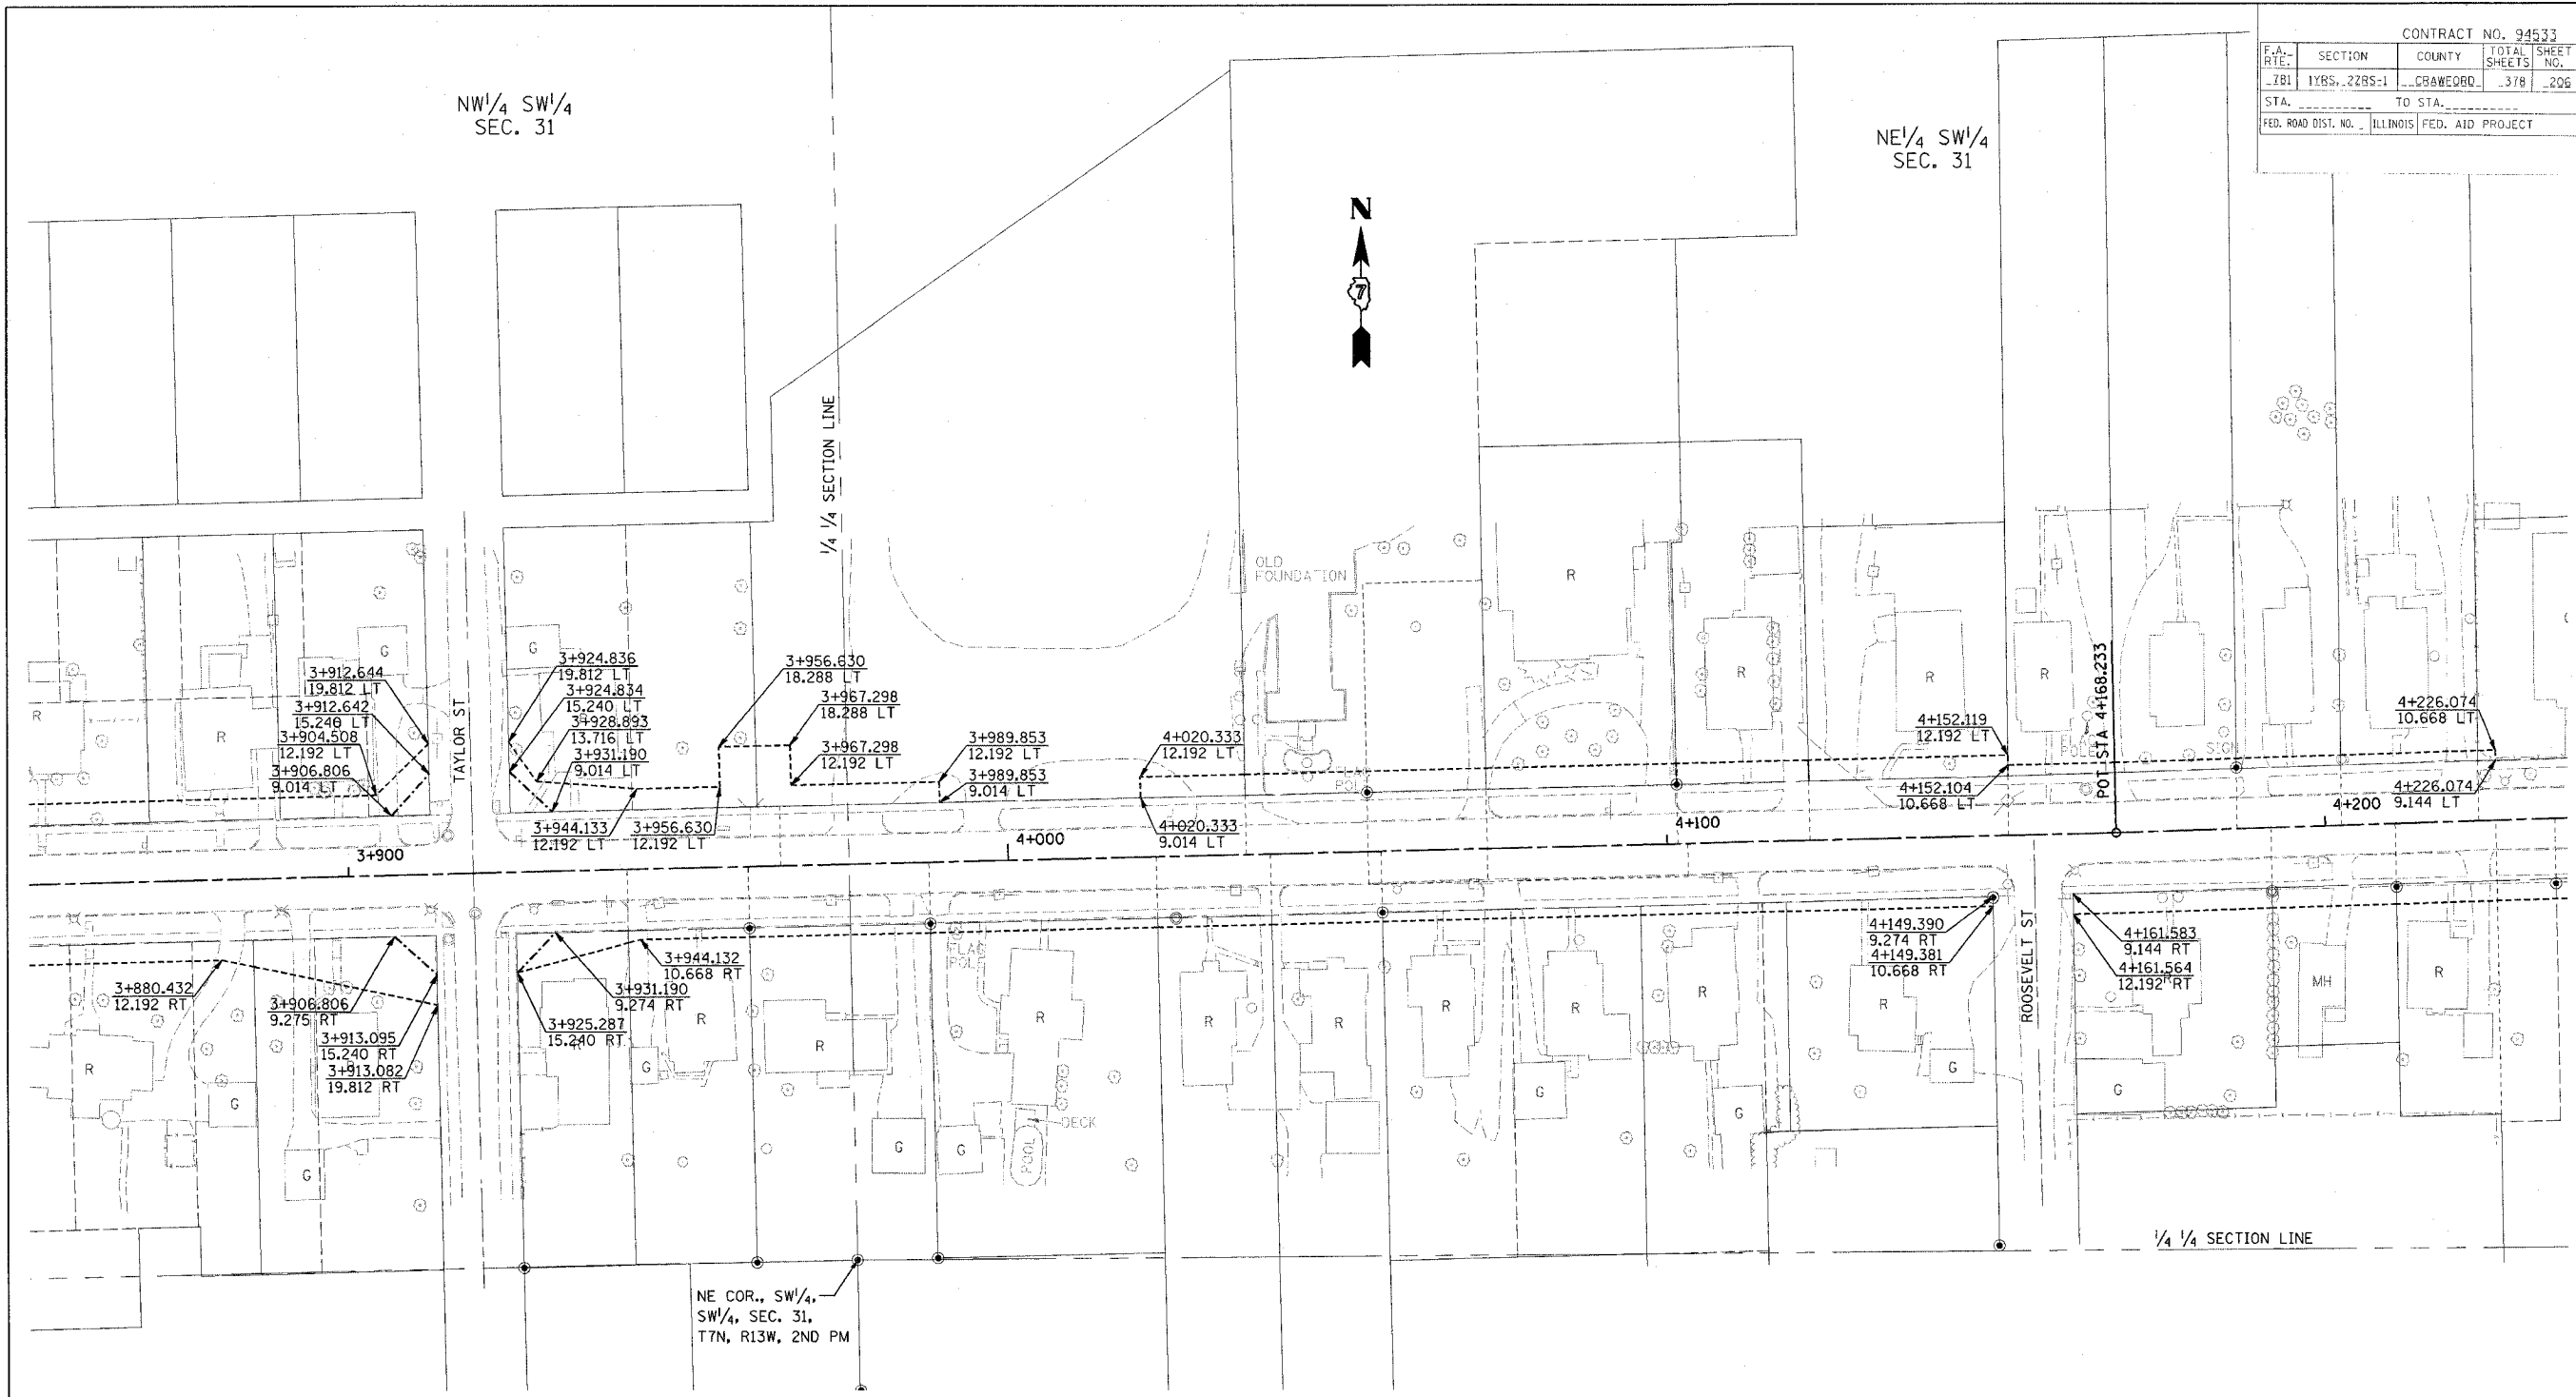 CONTRACT NO. 94533
F.A. RTE. SECTION COUNTY TOTAL SHEETS SHEET NO.
781 1YRS, 2ZRS-1 CRAWFORD 378 206
STA. TO STA.
FED. ROAD DIST. NO. ILLINOIS FED. AID PROJECT
NW1/4 SW1/4
SEC. 31
NE1/4 SW1/4
SEC. 31
N
7
1/4 1/4 SECTION LINE
TAYLOR ST
OLD
FOUNDATION
R
R
G
G
R
R
R
R
3+912.644
19.812 LT
3+912.642
15.240 LT
3+904.508
12.192 LT
3+906.806
9.014 LT
3+924.836
19.812 LT
3+924.834
15.240 LT
3+928.893
13.716 LT
3+931.190
9.014 LT
3+944.133
12.192 LT
3+956.630
12.192 LT
3+956.630
18.288 LT
3+967.298
18.288 LT
3+967.298
12.192 LT
3+989.853
12.192 LT
3+989.853
9.014 LT
4+020.333
12.192 LT
4+020.333
9.014 LT
FLAG
POLE
4+152.119
12.192 LT
4+152.104
10.668 LT
POLE
POT STA 4+168.233
SIGN
4+226.074
10.668 LT
4+226.074
9.144 LT
3+900
4+000
4+100
4+200
3+880.432
12.192 RT
3+906.806
9.275 RT
3+913.095
15.240 RT
3+913.082
19.812 RT
3+925.287
15.240 RT
3+931.190
9.274 RT
3+944.132
10.668 RT
FLAG
POLE
4+149.390
9.274 RT
4+149.381
10.668 RT
ROOSEVELT ST
4+161.583
9.144 RT
4+161.564
12.192 RT
R
G
R
G
R
R
G
R
R
G
G
R
DECK
POOL
R
R
R
R
G
R
G
R
G
G
MH
R
1/4 1/4 SECTION LINE
NE COR., SW1/4,
SW1/4, SEC. 31,
T7N, R13W, 2ND PM